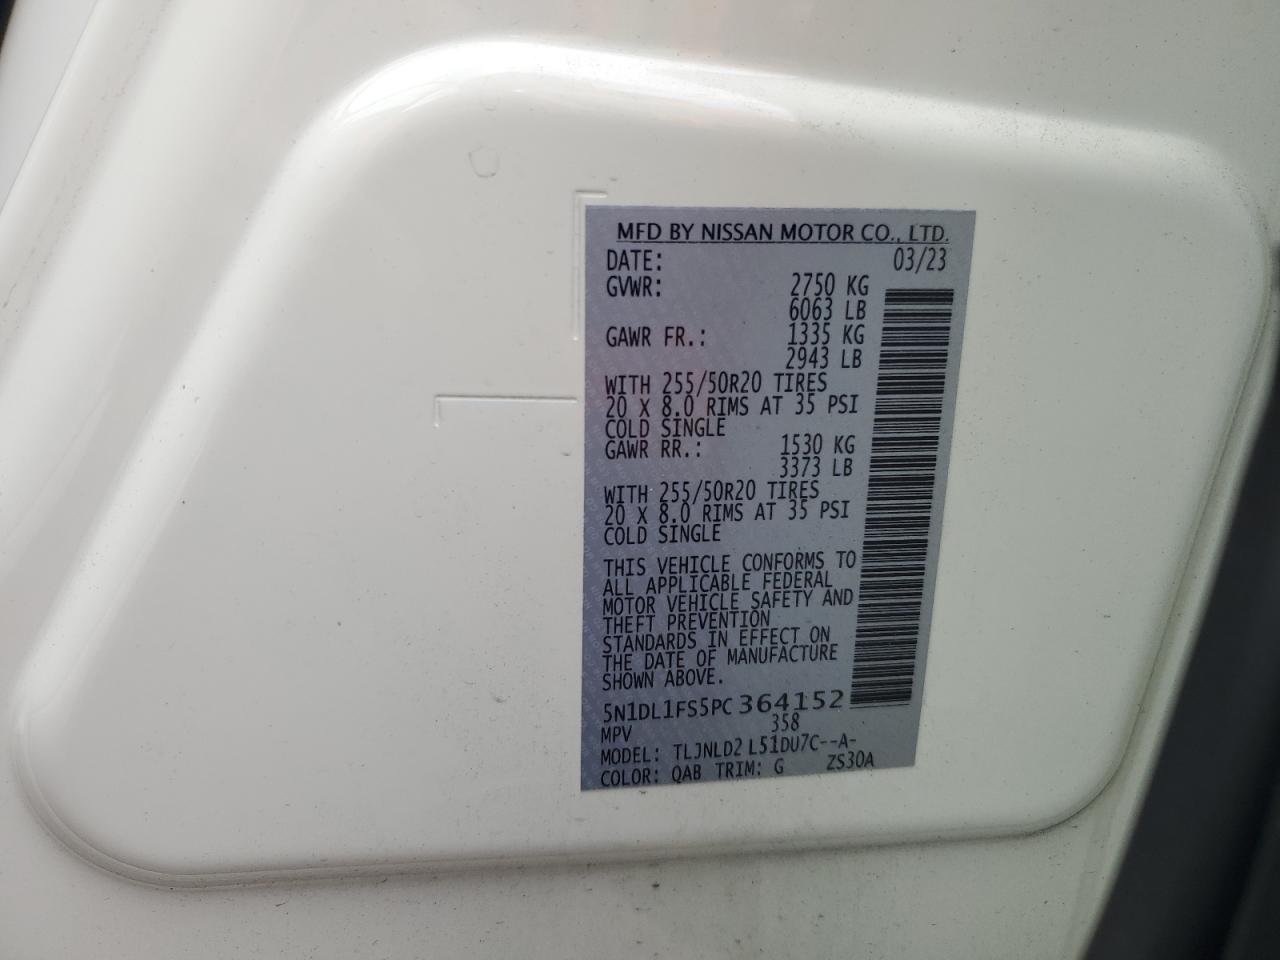 MFD BY NISSAN MOTOR CO., LTD.
DATE: 03/23
GVWR: 2750 KG
6063 LB
GAWR FR.: 1335 KG
2943 LB
WITH 255/50R20 TIRES
20 X 8.0 RIMS AT 35 PSI
COLD SINGLE
GAWR RR.: 1530 KG
3373 LB
WITH 255/50R20 TIRES
20 X 8.0 RIMS AT 35 PSI
COLD SINGLE
THIS VEHICLE CONFORMS TO
ALL APPLICABLE FEDERAL
MOTOR VEHICLE SAFETY AND
THEFT PREVENTION
STANDARDS IN EFFECT ON
THE DATE OF MANUFACTURE
SHOWN ABOVE.
5N1DL1FS5PC364152
MPV 358
MODEL: TLJNLD2 L51DU7C--A-
COLOR: QAB TRIM: G ZS30A